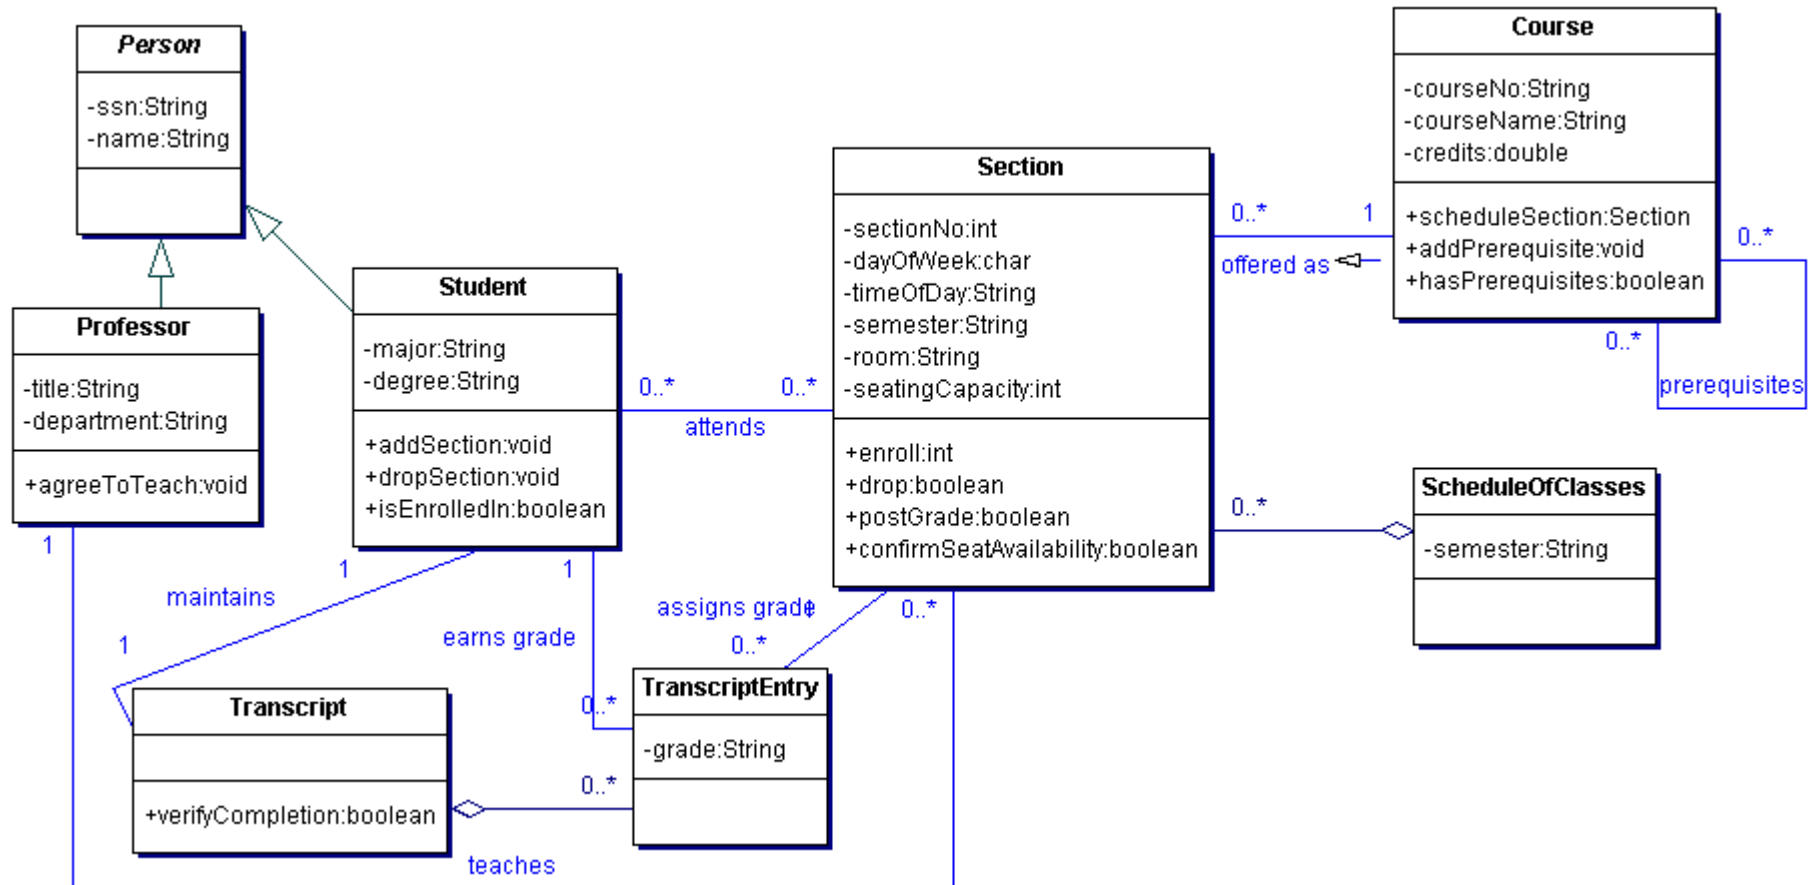 Person
-ssn:String
-name:String
Professor
-title:String
-department:String
+agreeToTeach:void
1
Student
-major:String
-degree:String
+addSection:void
+dropSection:void
+isEnrolledIn:boolean
0..*
0..*
attends
1
maintains
1
1
earns grade
0..*
Section
-sectionNo:int
-dayOfWeek:char
-timeOfDay:String
-semester:String
-room:String
-seatingCapacity:int
+enroll:int
+drop:boolean
+postGrade:boolean
+confirmSeatAvailability:boolean
0..*
1
offered as
Course
-courseNo:String
-courseName:String
-credits:double
+scheduleSection:Section
+addPrerequisite:void
+hasPrerequisites:boolean
0..*
0..*
prerequisites
0..*
ScheduleOfClasses
-semester:String
assigns grade
0..*
0..*
Transcript
+verifyCompletion:boolean
0..*
TranscriptEntry
-grade:String
teaches